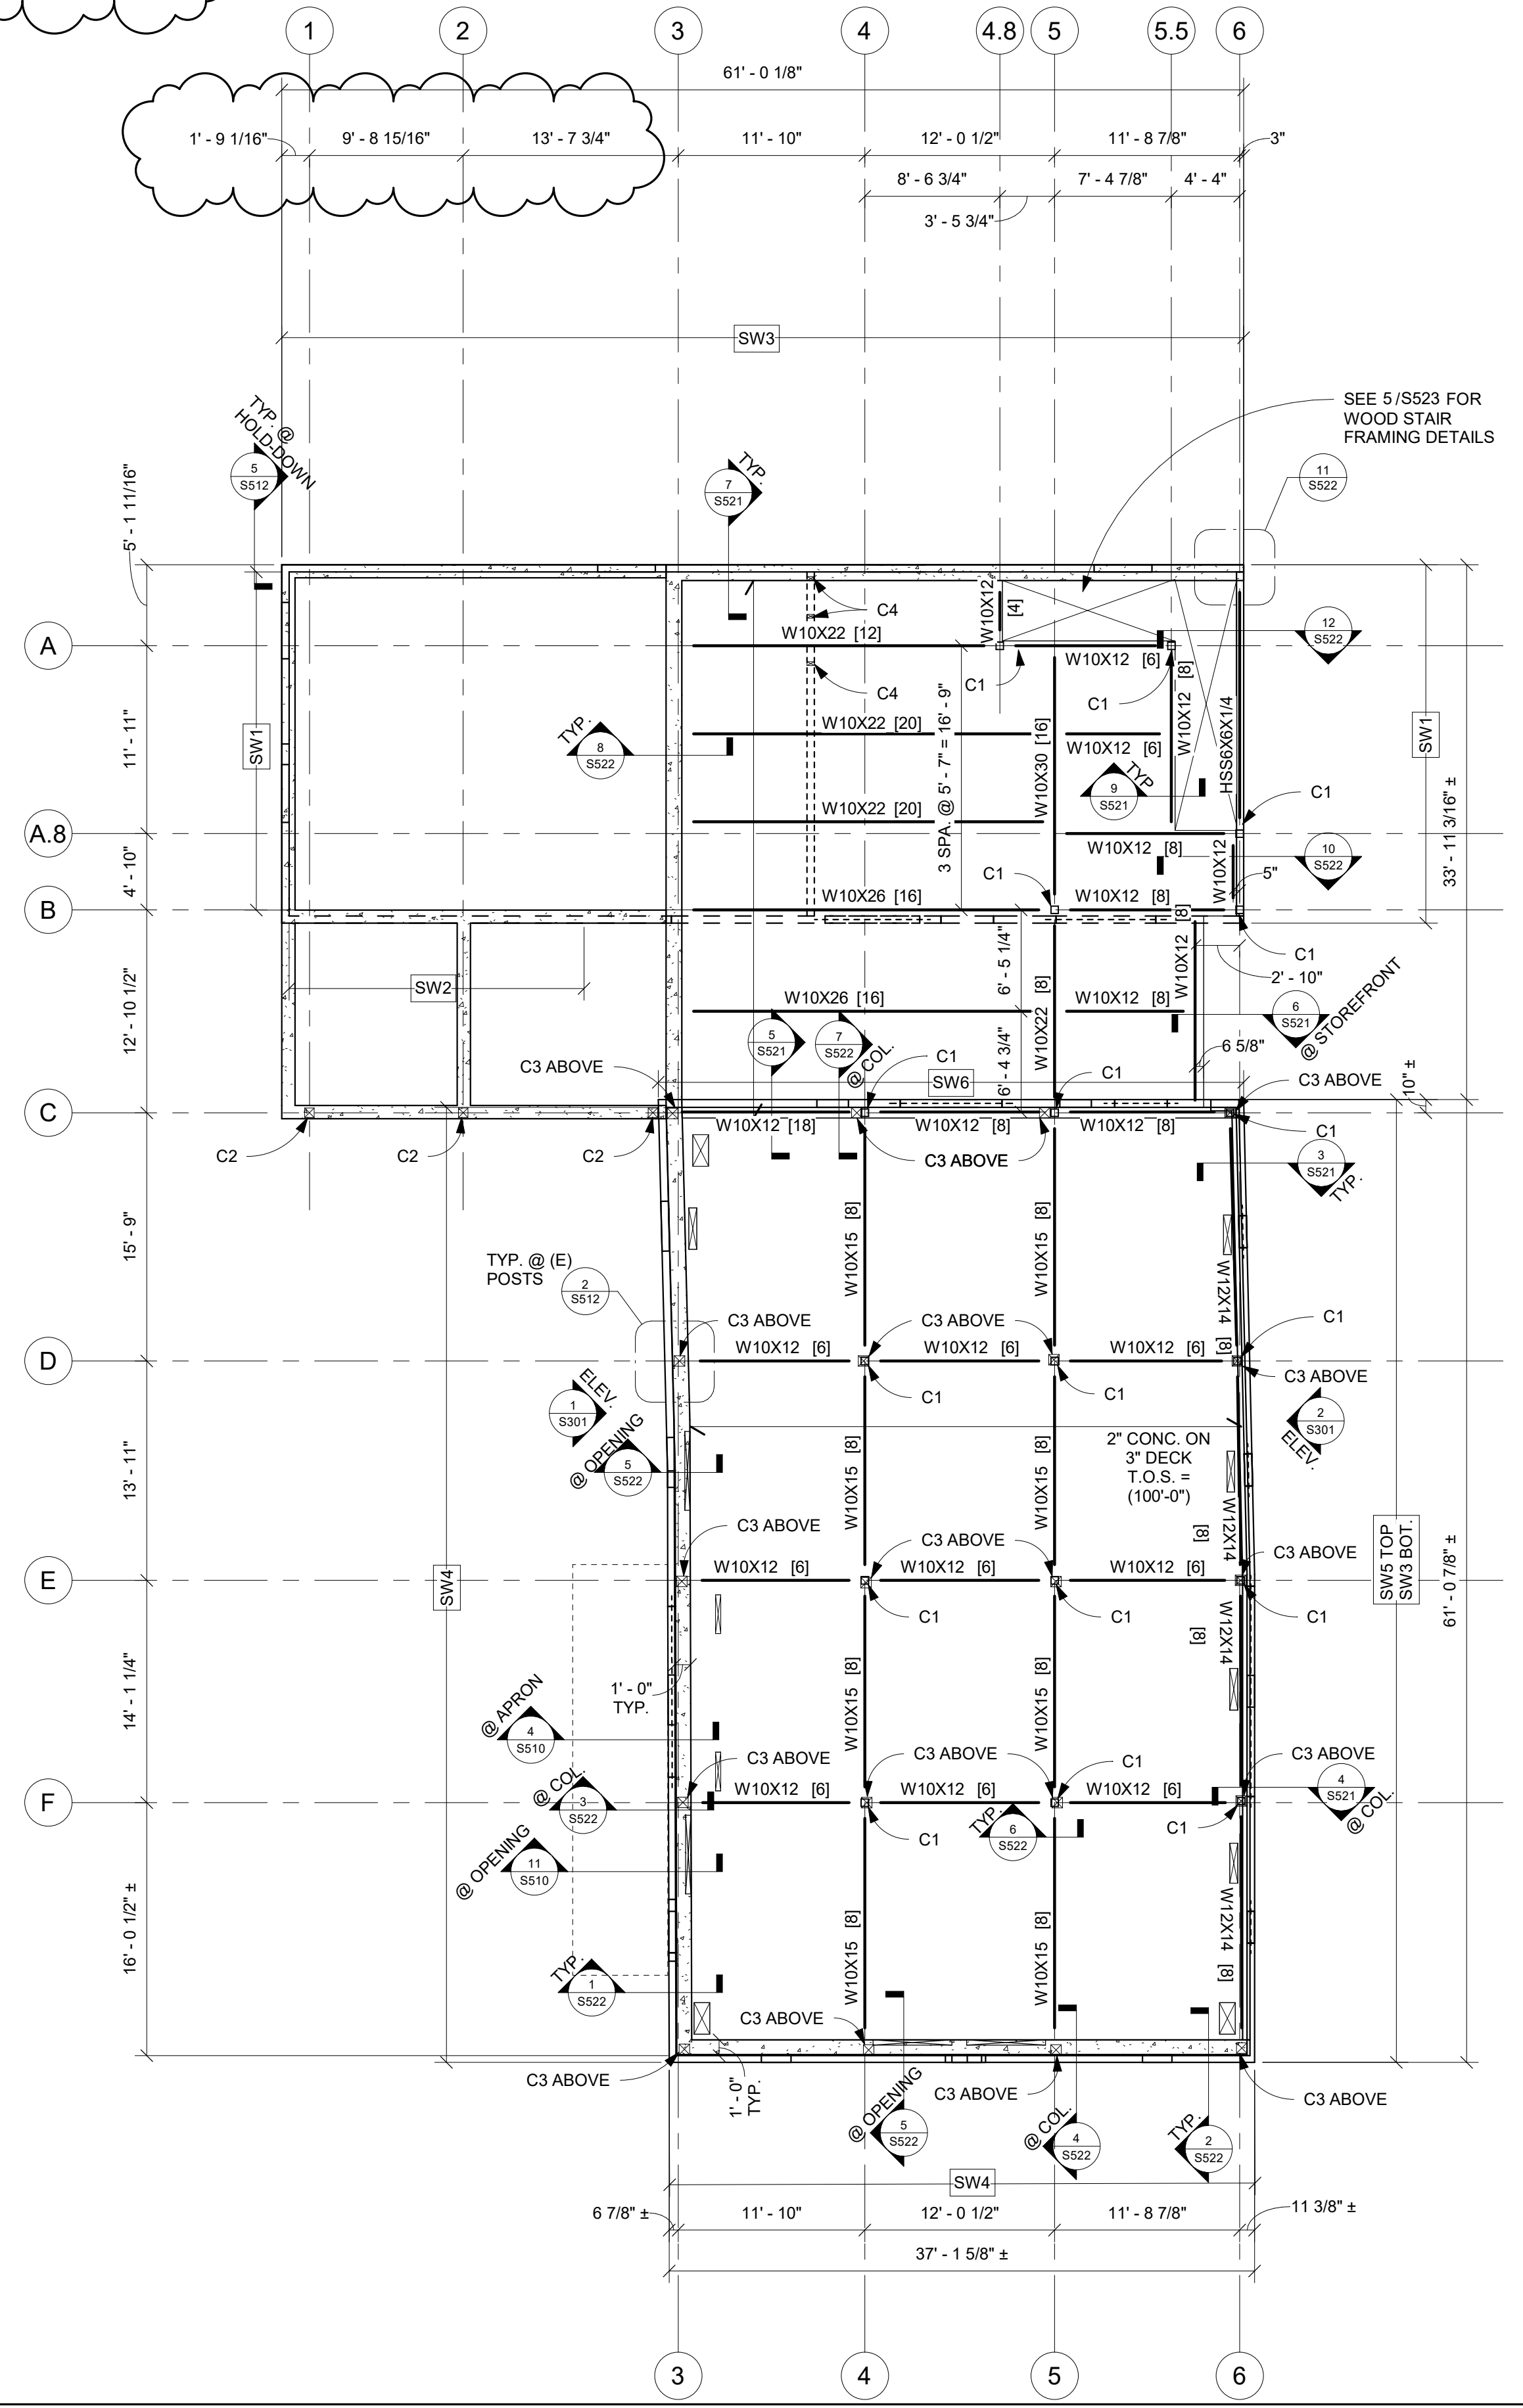 1
2
3
4
4.8
5
5.5
6
61' - 0 1/8"
1' - 9 1/16"
9' - 8 15/16"
13' - 7 3/4"
11' - 10"
12' - 0 1/2"
11' - 8 7/8"
3"
8' - 6 3/4"
7' - 4 7/8"
4' - 4"
3' - 5 3/4"
SW3
SEE 5 /S523 FOR
WOOD STAIR
FRAMING DETAILS
TYP. @
HOLD-DOWN
5
S512
7
S521
TYP.
11
S522
5' - 1 11/16"
C4
W10X12
[4]
12
S522
A
W10X22 [12]
W10X12 [6]
C4
C1
C1
W10X12 [8]
HSS6X6X1/4
11' - 11"
SW1
TYP.
8
S522
W10X22 [20]
3 SPA. @ 5' - 7" = 16' - 9"
W10X30 [16]
W10X12 [6]
TYP
9
S521
SW1
33' - 11 3/16" ±
C1
W10X22 [20]
A.8
W10X12 [8]
W10X12
[8]
10
S522
4' - 10"
C1
5"
W10X26 [16]
W10X12 [8]
B
C1
2' - 10"
12' - 10 1/2"
SW2
6' - 5 1/4"
W10X22 [8]
W10X12
W10X26 [16]
W10X12 [8]
6
S521
@ STOREFRONT
5
S521
7
S522
@ COL.
6 5/8"
6' - 4 3/4"
C3 ABOVE
C1
SW6
C1
C3 ABOVE
10" ±
C
W10X12 [18]
W10X12 [8]
W10X12 [8]
C1
C2
C2
C2
C3 ABOVE
3
S521
TYP.
15' - 9"
W10X15 [8]
W10X15 [8]
W12X14
[8]
TYP. @ (E)
POSTS
2
S512
C3 ABOVE
C3 ABOVE
C1
D
W10X12 [6]
W10X12 [6]
W10X12 [6]
C3 ABOVE
C1
C1
1
S301
ELEV.
2
S301
ELEV.
@ OPENING
5
S522
13' - 11"
W10X15 [8]
W10X15 [8]
2" CONC. ON
3" DECK
T.O.S. =
(100'-0")
W12X14
[8]
C3 ABOVE
C3 ABOVE
C3 ABOVE
SW5 TOP
SW3 BOT.
61' - 0 7/8" ±
E
W10X12 [6]
W10X12 [6]
W10X12 [6]
SW4
C1
C1
C1
W12X14
[8]
14' - 1 1/4"
1' - 0"
TYP.
W10X15 [8]
W10X15 [8]
@ APRON
4
S510
C3 ABOVE
C3 ABOVE
C1
C3 ABOVE
@ COL.
3
S522
F
W10X12 [6]
W10X12 [6]
W10X12 [6]
4
S521
@ COL.
C1
TYP.
6
S522
C1
@ OPENING
11
S510
16' - 0 1/2" ±
W10X15 [8]
W10X15 [8]
W12X14
[8]
TYP.
1
S522
C3 ABOVE
C3 ABOVE
1' - 0"
TYP.
C3 ABOVE
C3 ABOVE
@ OPENING
5
S522
@ COL.
4
S522
TYP.
2
S522
SW4
6 7/8" ±
11' - 10"
12' - 0 1/2"
11' - 8 7/8"
11 3/8" ±
37' - 1 5/8" ±
3
4
5
6